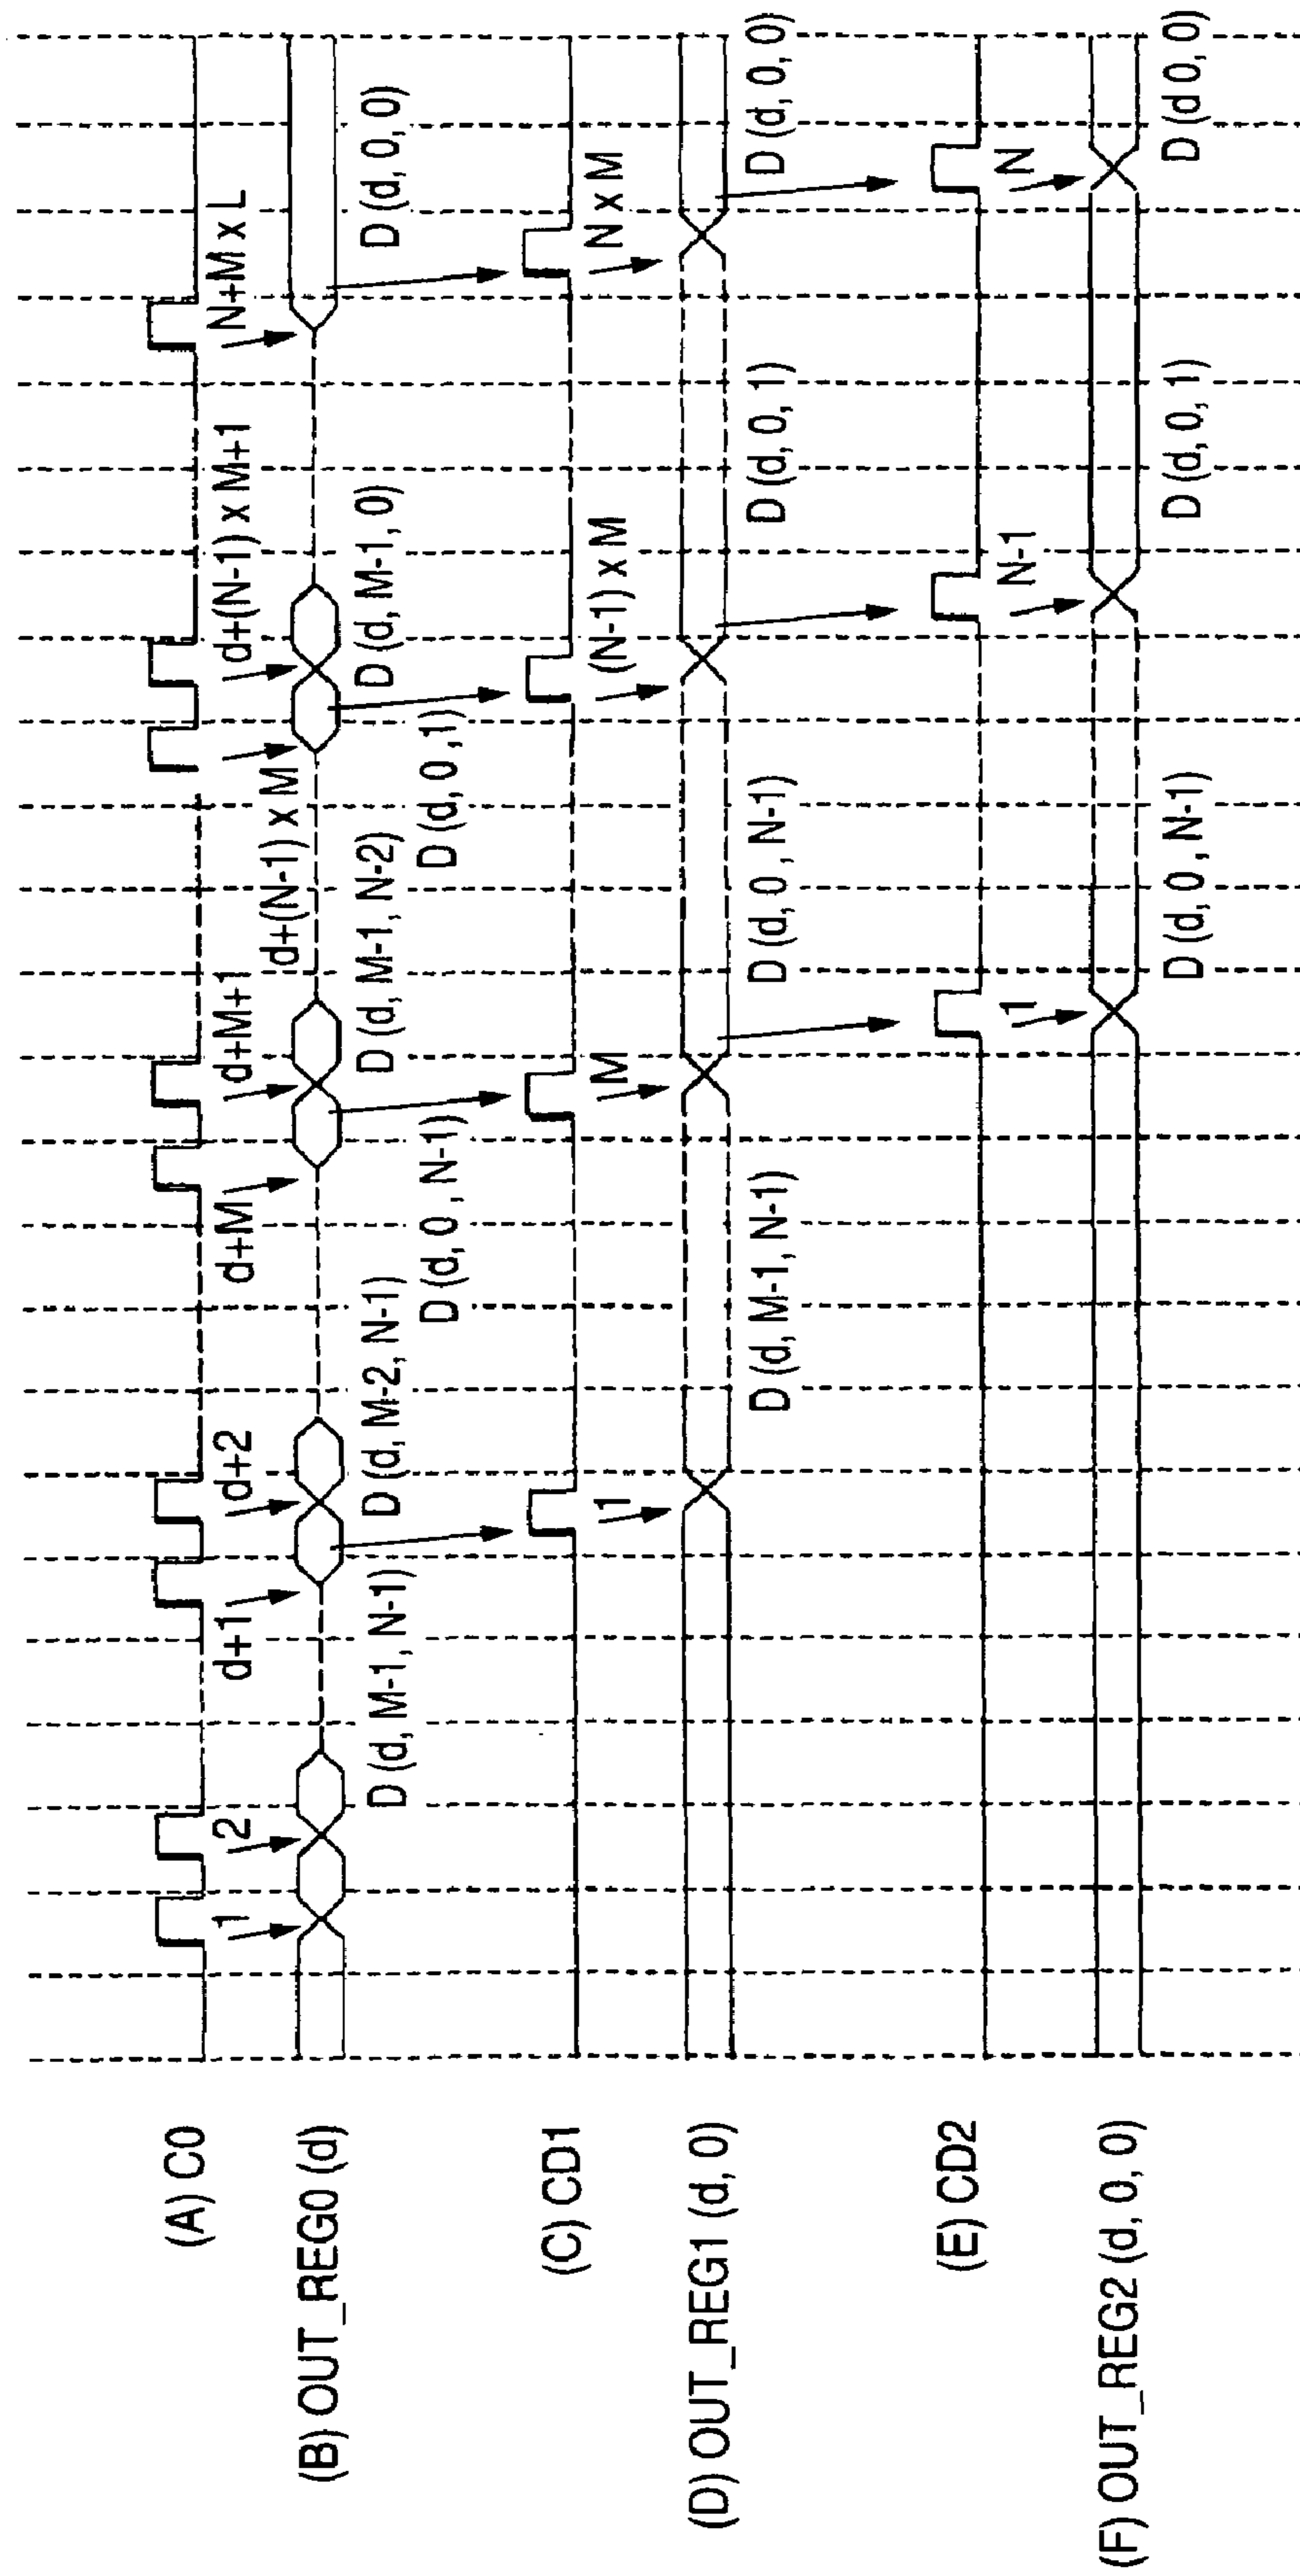 (A) C0
1
2
d+1
d+2
d+M
d+M+1
d+(N-1) x M
d+(N-1) x M+1
N+M x L
(B) OUT_REG0 (d)
D (d, M-1, N-1)
D (d, M-2, N-1)
D (d, 0 , N-1)
D (d, M-1, N-2)
D (d, 0 ,1)
D (d, M-1, 0)
D (d, 0, 0)
(C) CD1
1
M
(N-1) x M
N x M
(D) OUT_REG1 (d, 0)
D (d, M-1, N-1)
D (d, 0 , N-1)
D (d, 0, 1)
D (d, 0, 0)
(E) CD2
1
N-1
N
(F) OUT_REG2 (d, 0, 0)
D (d, 0 , N-1)
D (d, 0, 1)
D (d 0, 0)